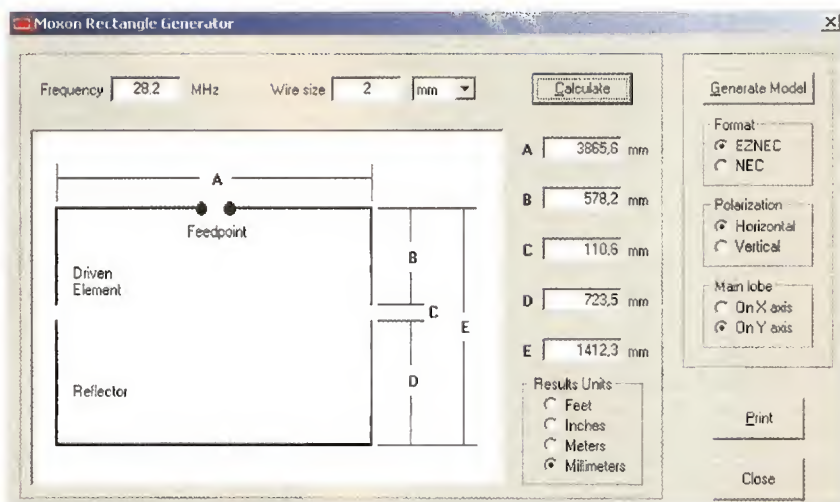 Moxon Rectangle Generator
Frequency 28,2 MHz Wire size 2 mm Calculate
A
Feedpoint
Driven
Element
B
C
E
D
Reflector
A 3865,6 mm
B 578,2 mm
C 110,6 mm
D 723,5 mm
E 1412,3 mm
Results Units
Feet
Inches
Meters
Millimeters
Generate Model
Format
EZNEC
NEC
Polarization
Horizontal
Vertical
Main lobe
On X axis
On Y axis
Print
Close